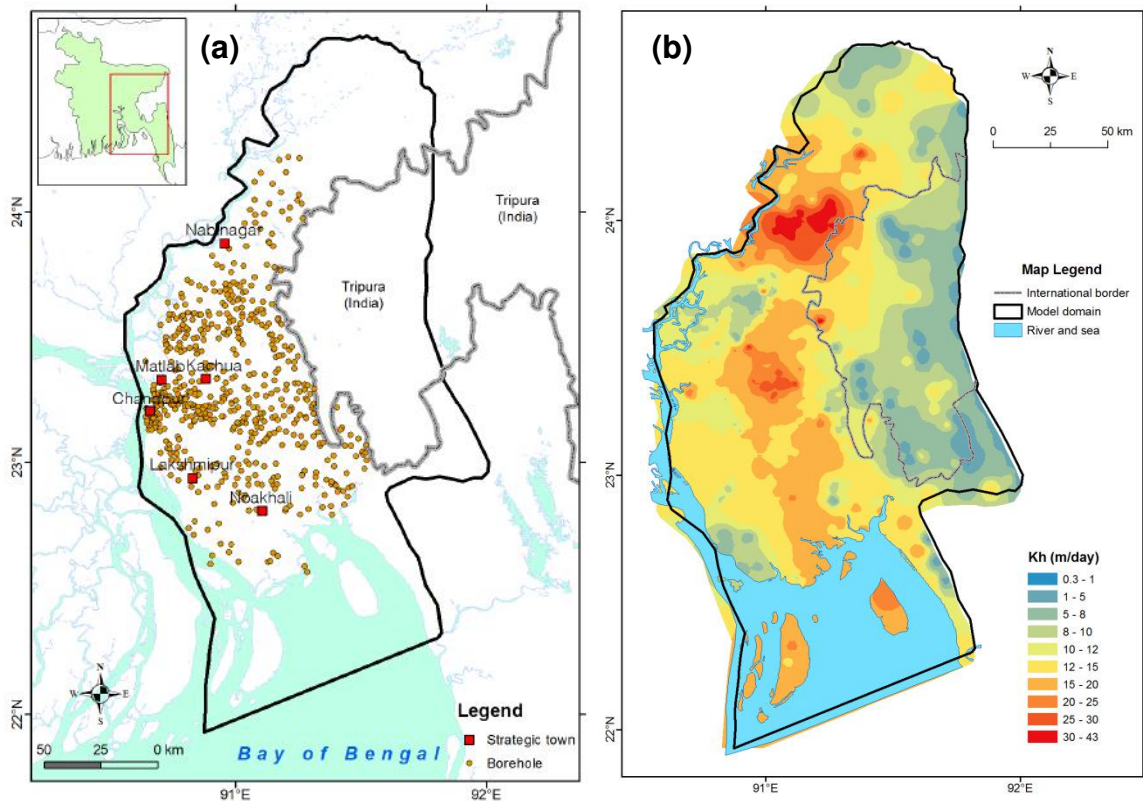 (a)
N
W E
S
24°N
23°N
22°N
91°E
92°E
Tripura
(India)
Tripura
(India)
Nabinagar
Matlab
Kachua
Chandpur
Lakshmipur
Noakhali
Bay of Bengal
50 25 0 km
Legend
Strategic town
Borehole
(b)
N
W E
S
0 25 50 km
24°N
23°N
22°N
91°E
92°E
Map Legend
International border
Model domain
River and sea
Kh (m/day)
0.3 - 1
1 - 5
5 - 8
8 - 10
10 - 12
12 - 15
15 - 20
20 - 25
25 - 30
30 - 43